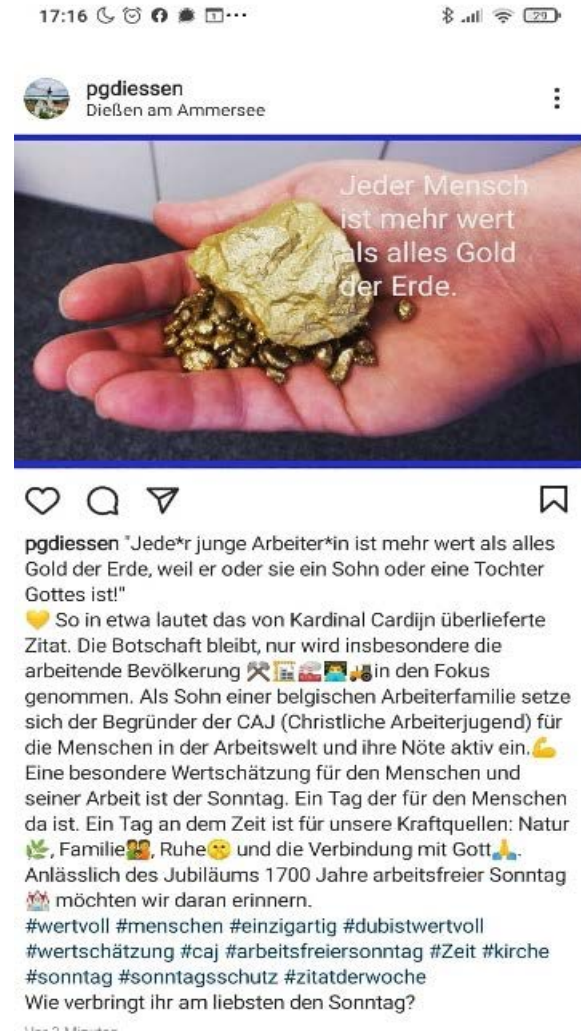 17:16
29
pgdiessen
Dießen am Ammersee
Jeder Mensch
ist mehr wert
als alles Gold
der Erde.
pgdiessen "Jede*r junge Arbeiter*in ist mehr wert als alles
Gold der Erde, weil er oder sie ein Sohn oder eine Tochter
Gottes ist!"
💛 So in etwa lautet das von Kardinal Cardijn überlieferte
Zitat. Die Botschaft bleibt, nur wird insbesondere die
arbeitende Bevölkerung in den Fokus
genommen. Als Sohn einer belgischen Arbeiterfamilie setze
sich der Begründer der CAJ (Christliche Arbeiterjugend) für
die Menschen in der Arbeitswelt und ihre Nöte aktiv ein.💪
Eine besondere Wertschätzung für den Menschen und
seiner Arbeit ist der Sonntag. Ein Tag der für den Menschen
da ist. Ein Tag an dem Zeit ist für unsere Kraftquellen: Natur
🌿, Familie, Ruhe🤫 und die Verbindung mit Gott🙏.
Anlässlich des Jubiläums 1700 Jahre arbeitsfreier Sonntag
möchten wir daran erinnern.
#wertvoll #menschen #einzigartig #dubistwertvoll
#wertschätzung #caj #arbeitsfreiersonntag #Zeit #kirche
#sonntag #sonntagsschutz #zitatderwoche
Wie verbringt ihr am liebsten den Sonntag?